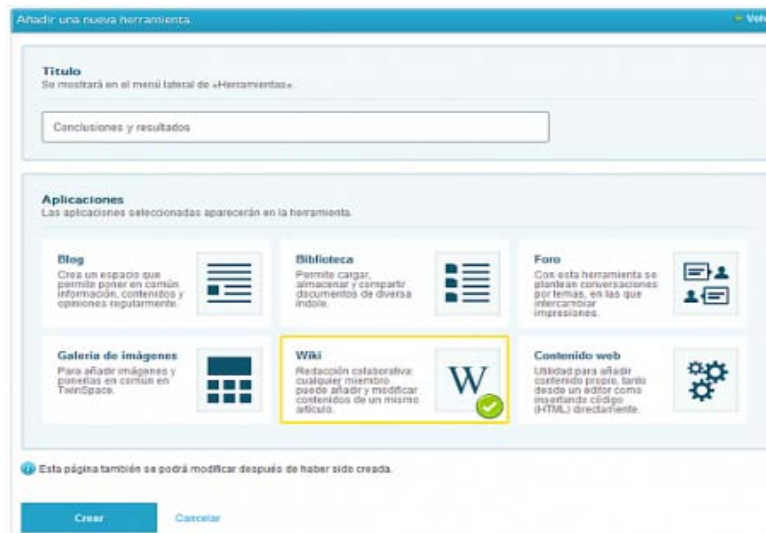 Añadir una nueva herramienta.
Título
Se mostrará en el menú lateral de «Herramientas»
Conclusiones y resultados
Aplicaciones
Las aplicaciones seleccionadas aparecerán en la herramienta.
Blog
Crea un espacio que
permite poner en común
información, contenidos y
opiniones regularmente.
Biblioteca
Permite cargar,
almacenar y compartir
documentos de diversa
índole.
Foro
Con esta herramienta se
plantean conversaciones
por temas, en las que
intercambiar
impresiones.
Galería de imágenes
Para añadir imágenes y
ponerlas en común en
TwinSpace.
Wiki
Redacción colaborativa:
cualquier miembro
puede añadir y modificar
contenidos de un mismo
artículo.
W
Contenido web
Utilidad para añadir
contenido propio, tanto
desde un editor como
insertando código
(HTML) directamente.
Esta página también se podrá modificar después de haber sido creada.
Crear
Cancelar